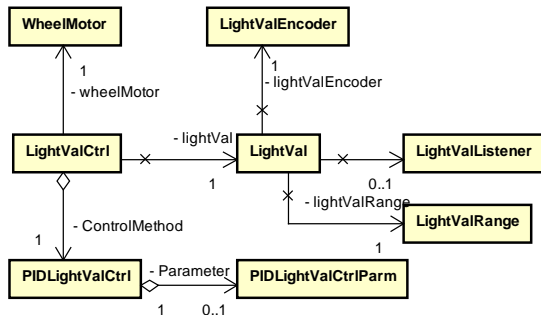 WheelMotor
LightValEncoder
1
- wheelMotor
1
- lightValEncoder
- lightVal
LightValCtrl
LightVal
LightValListener
1
0..1
- lightValRange
LightValRange
- ControlMethod
1
1
- Parameter
PIDLightValCtrl
PIDLightValCtrlParm
1
0..1